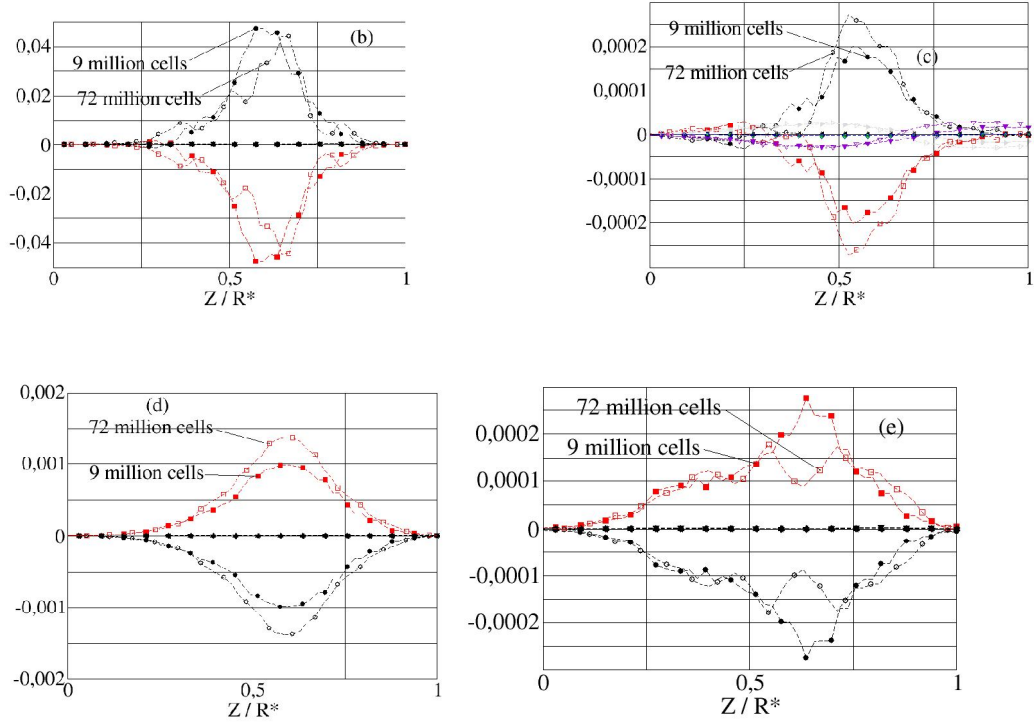 0,04
(b)
9 million cells
0,02
72 million cells
0
-0,02
-0,04
0
0,5
1
Z / R*
0,0002
9 million cells
(c)
72 million cells
0,0001
0
-0,0001
-0,0002
0
0,5
1
Z / R*
0,002
(d)
72 million cells
0,001
9 million cells
0
-0,001
-0,002
0
0,5
1
Z / R*
72 million cells
0,0002
(e)
9 million cells
0,0001
0
-0,0001
-0,0002
0
0,5
1
Z / R*